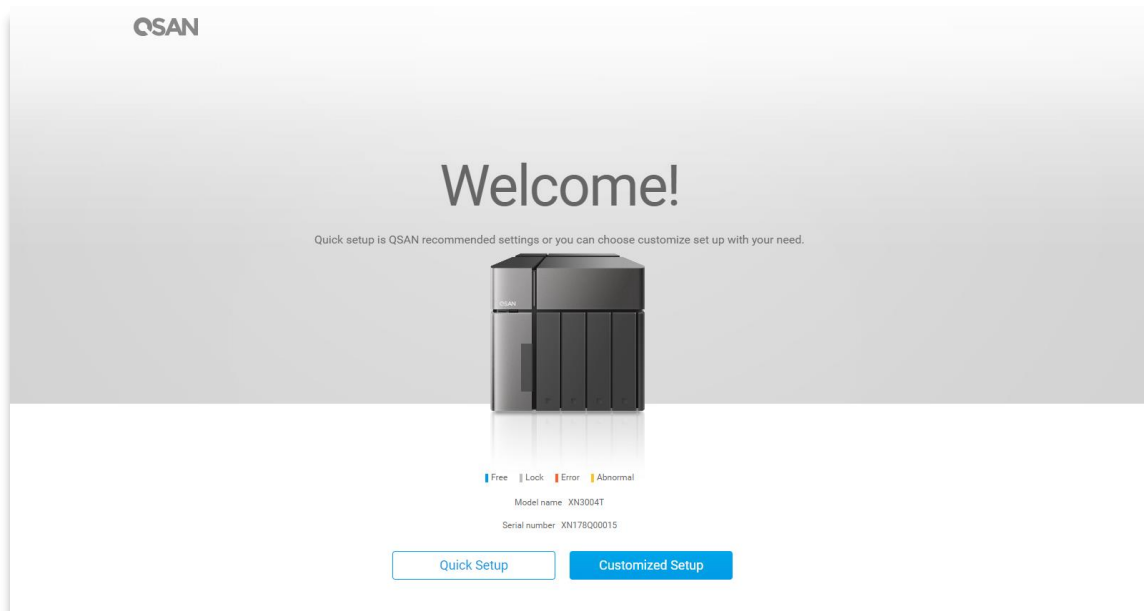 QSAN
Welcome!
Quick setup is QSAN recommended settings or you can choose customize set up with your need.
QSAN
Free Lock Error Abnormal
Model name XN3004T
Serial number XN178Q00015
Quick Setup Customized Setup